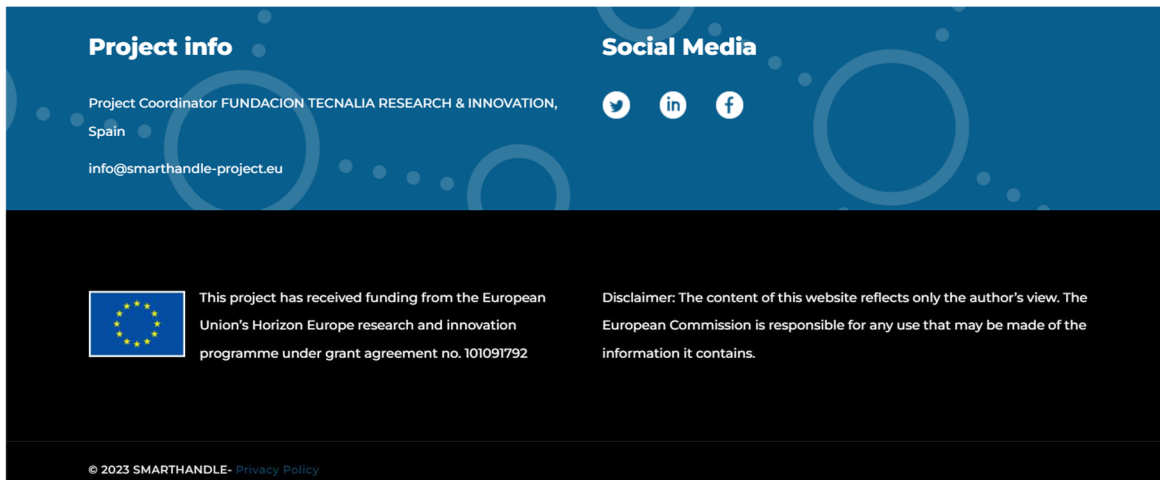 Project info
Project Coordinator FUNDACION TECNALIA RESEARCH & INNOVATION,
Spain
info@smarthandle-project.eu
Social Media
This project has received funding from the European
Union's Horizon Europe research and innovation
programme under grant agreement no. 101091792
Disclaimer: The content of this website reflects only the author's view. The
European Commission is responsible for any use that may be made of the
information it contains.
© 2023 SMARTHANDLE- Privacy Policy